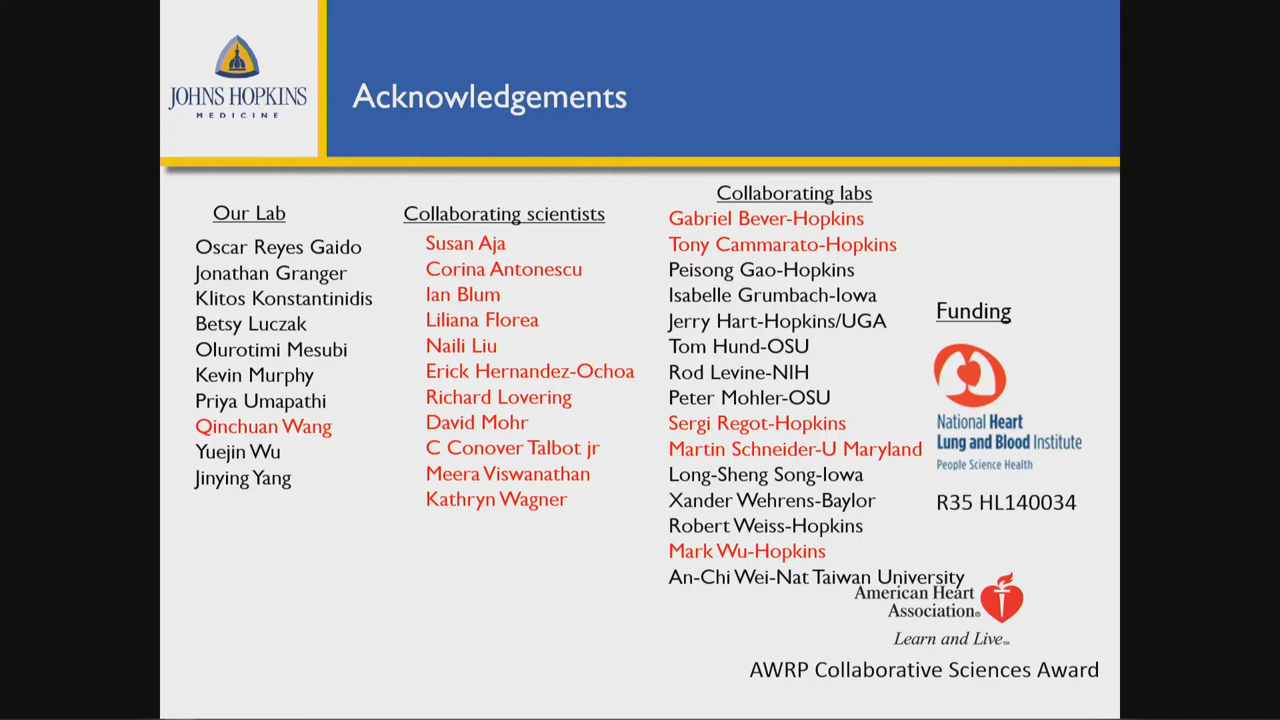 JOHNS HOPKINS
MEDICINE
Acknowledgements
Our Lab
Oscar Reyes Gaido
Jonathan Granger
Klitos Konstantinidis
Betsy Luczak
Olurotimi Mesubi
Kevin Murphy
Priya Umapathi
Qinchuan Wang
Yuejin Wu
Jinying Yang
Collaborating scientists
Susan Aja
Corina Antonescu
Ian Blum
Liliana Florea
Naili Liu
Erick Hernandez-Ochoa
Richard Lovering
David Mohr
C Conover Talbot jr
Meera Viswanathan
Kathryn Wagner
Collaborating labs
Gabriel Bever-Hopkins
Tony Cammarato-Hopkins
Peisong Gao-Hopkins
Isabelle Grumbach-Iowa
Jerry Hart-Hopkins/UGA
Tom Hund-OSU
Rod Levine-NIH
Peter Mohler-OSU
Sergi Regot-Hopkins
Martin Schneider-U Maryland
Long-Sheng Song-Iowa
Xander Wehrens-Baylor
Robert Weiss-Hopkins
Mark Wu-Hopkins
An-Chi Wei-Nat Taiwan University
Funding
National Heart
Lung and Blood Institute
People Science Health
R35 HL140034
American Heart
Association®
Learn and Live℠
AWRP Collaborative Sciences Award